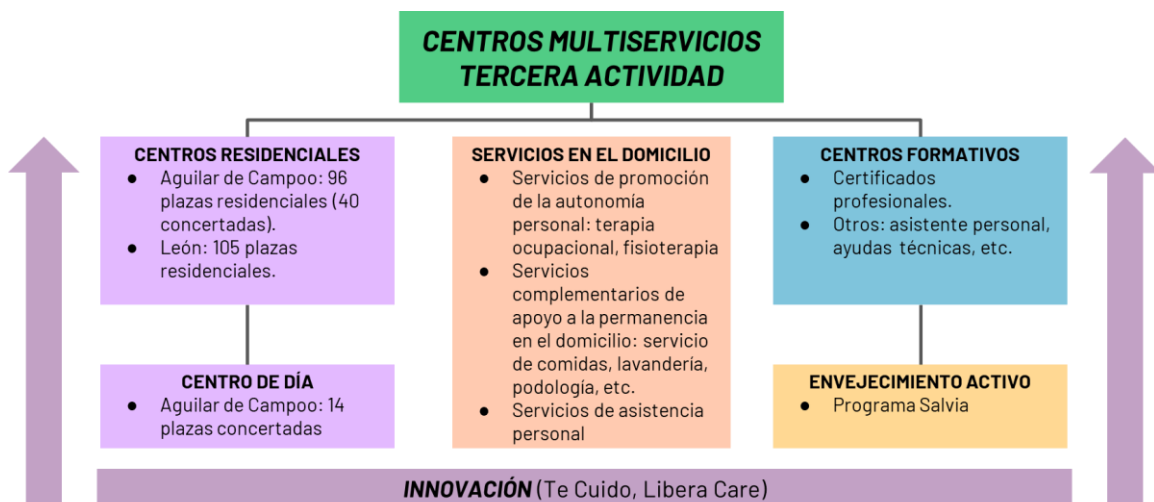 CENTROS MULTISERVICIOS
TERCERA ACTIVIDAD
CENTROS RESIDENCIALES
● Aguilar de Campoo: 96
plazas residenciales (40
concertadas).
● León: 105 plazas
residenciales.
CENTRO DE DÍA
● Aguilar de Campoo: 14
plazas concertadas
SERVICIOS EN EL DOMICILIO
● Servicios de promoción
de la autonomía
personal: terapia
ocupacional, fisioterapia
● Servicios
complementarios de
apoyo a la permanencia
en el domicilio: servicio
de comidas, lavandería,
podología, etc.
● Servicios de asistencia
personal
CENTROS FORMATIVOS
● Certificados
profesionales.
● Otros: asistente personal,
ayudas técnicas, etc.
ENVEJECIMIENTO ACTIVO
● Programa Salvia
INNOVACIÓN (Te Cuido, Libera Care)